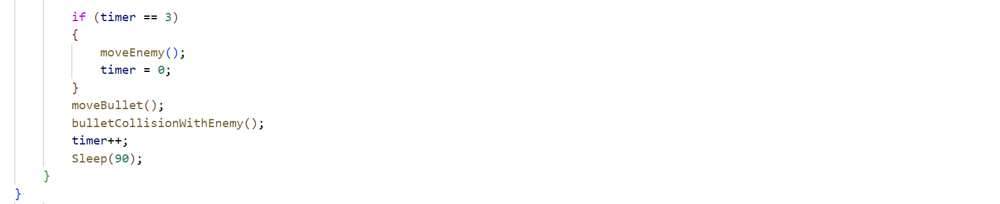 if (timer == 3)
{
moveEnemy();
timer = 0;
}
moveBullet();
bulletCollisionWithEnemy();
timer++;
Sleep(90);
}
}